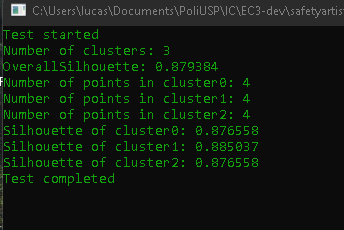 C:\Users\lucas\Documents\PoliUSP\IC\EC3-dev\safetyartist
Test started
Number of clusters: 3
OverallSilhouette: 0.879384
Number of points in cluster0: 4
Number of points in cluster1: 4
Number of points in cluster2: 4
Silhouette of cluster0: 0.876558
Silhouette of cluster1: 0.885037
Silhouette of cluster2: 0.876558
Test completed